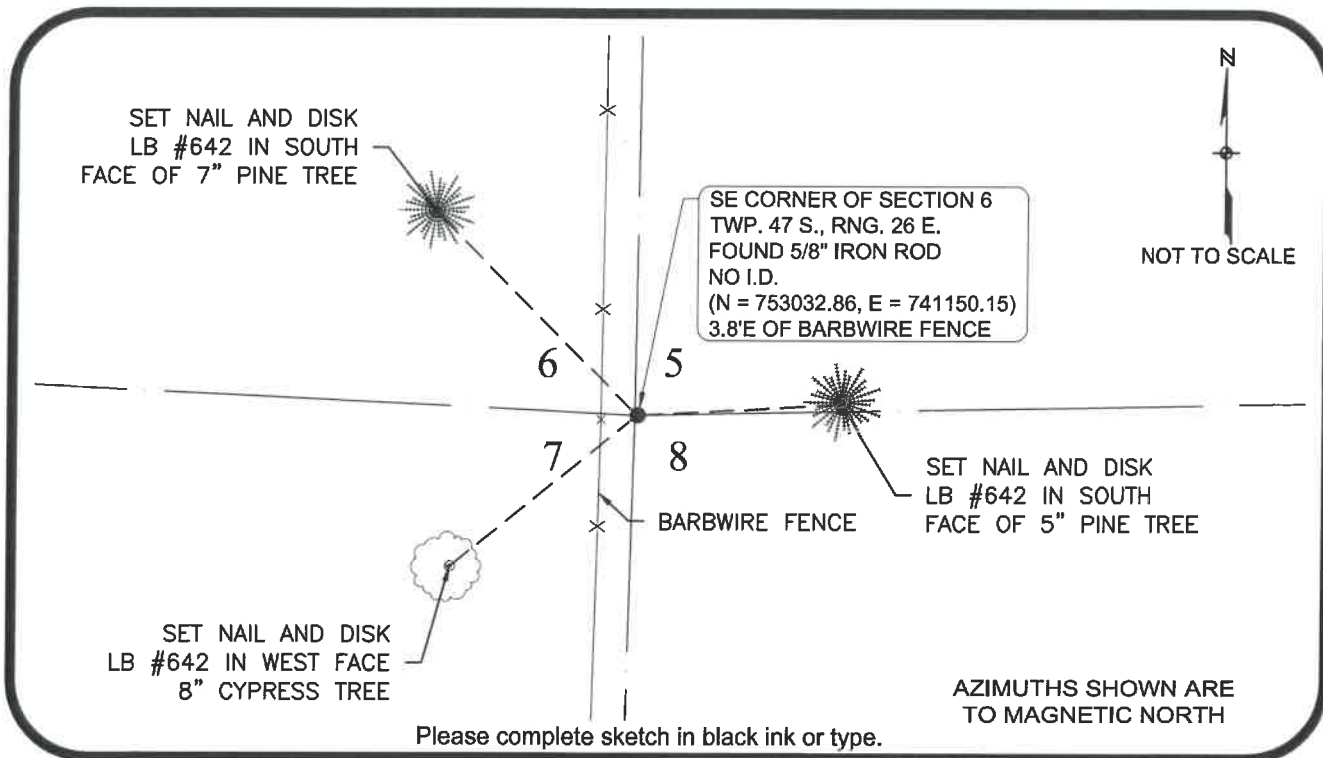 SET NAIL AND DISK
LB #642 IN SOUTH
FACE OF 7" PINE TREE
N
NOT TO SCALE
SE CORNER OF SECTION 6
TWP. 47 S., RNG. 26 E.
FOUND 5/8" IRON ROD
NO I.D.
(N = 753032.86, E = 741150.15)
3.8'E OF BARBWIRE FENCE
6
5
7
8
BARBWIRE FENCE
SET NAIL AND DISK
LB #642 IN SOUTH
FACE OF 5" PINE TREE
SET NAIL AND DISK
LB #642 IN WEST FACE
8" CYPRESS TREE
AZIMUTHS SHOWN ARE
TO MAGNETIC NORTH
Please complete sketch in black ink or type.